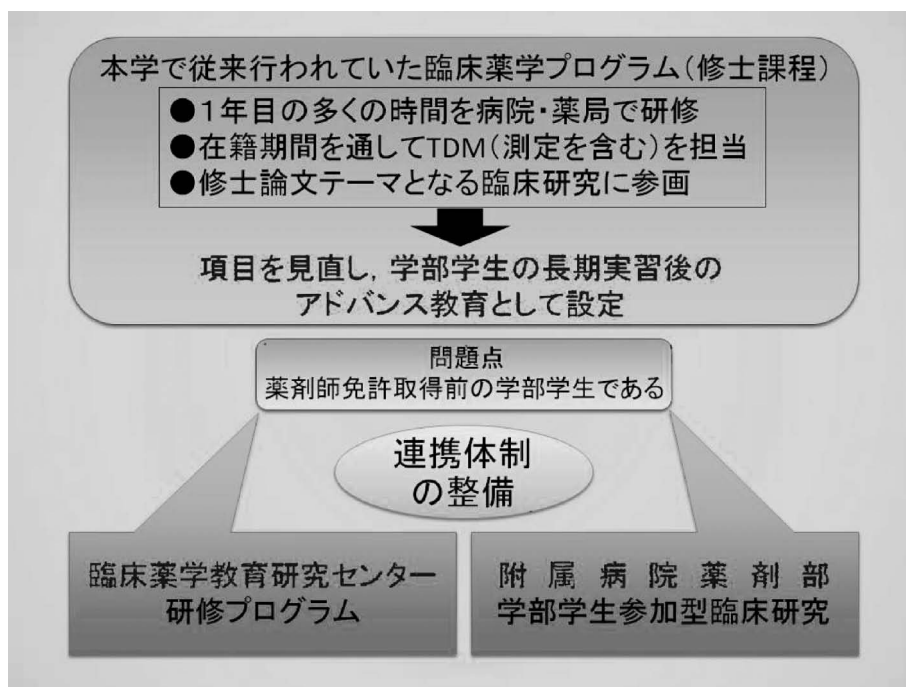 本学で従来行われていた臨床薬学プログラム（修士課程）
●１年目の多くの時間を病院・薬局で研修
●在籍期間を通してTDM（測定を含む）を担当
●修士論文テーマとなる臨床研究に参画
項目を見直し，学部学生の長期実習後の
アドバンス教育として設定
問題点
薬剤師免許取得前の学部学生である
連携体制
の整備
臨床薬学教育研究センター
研修プログラム
附属病院薬剤部
学部学生参加型臨床研究